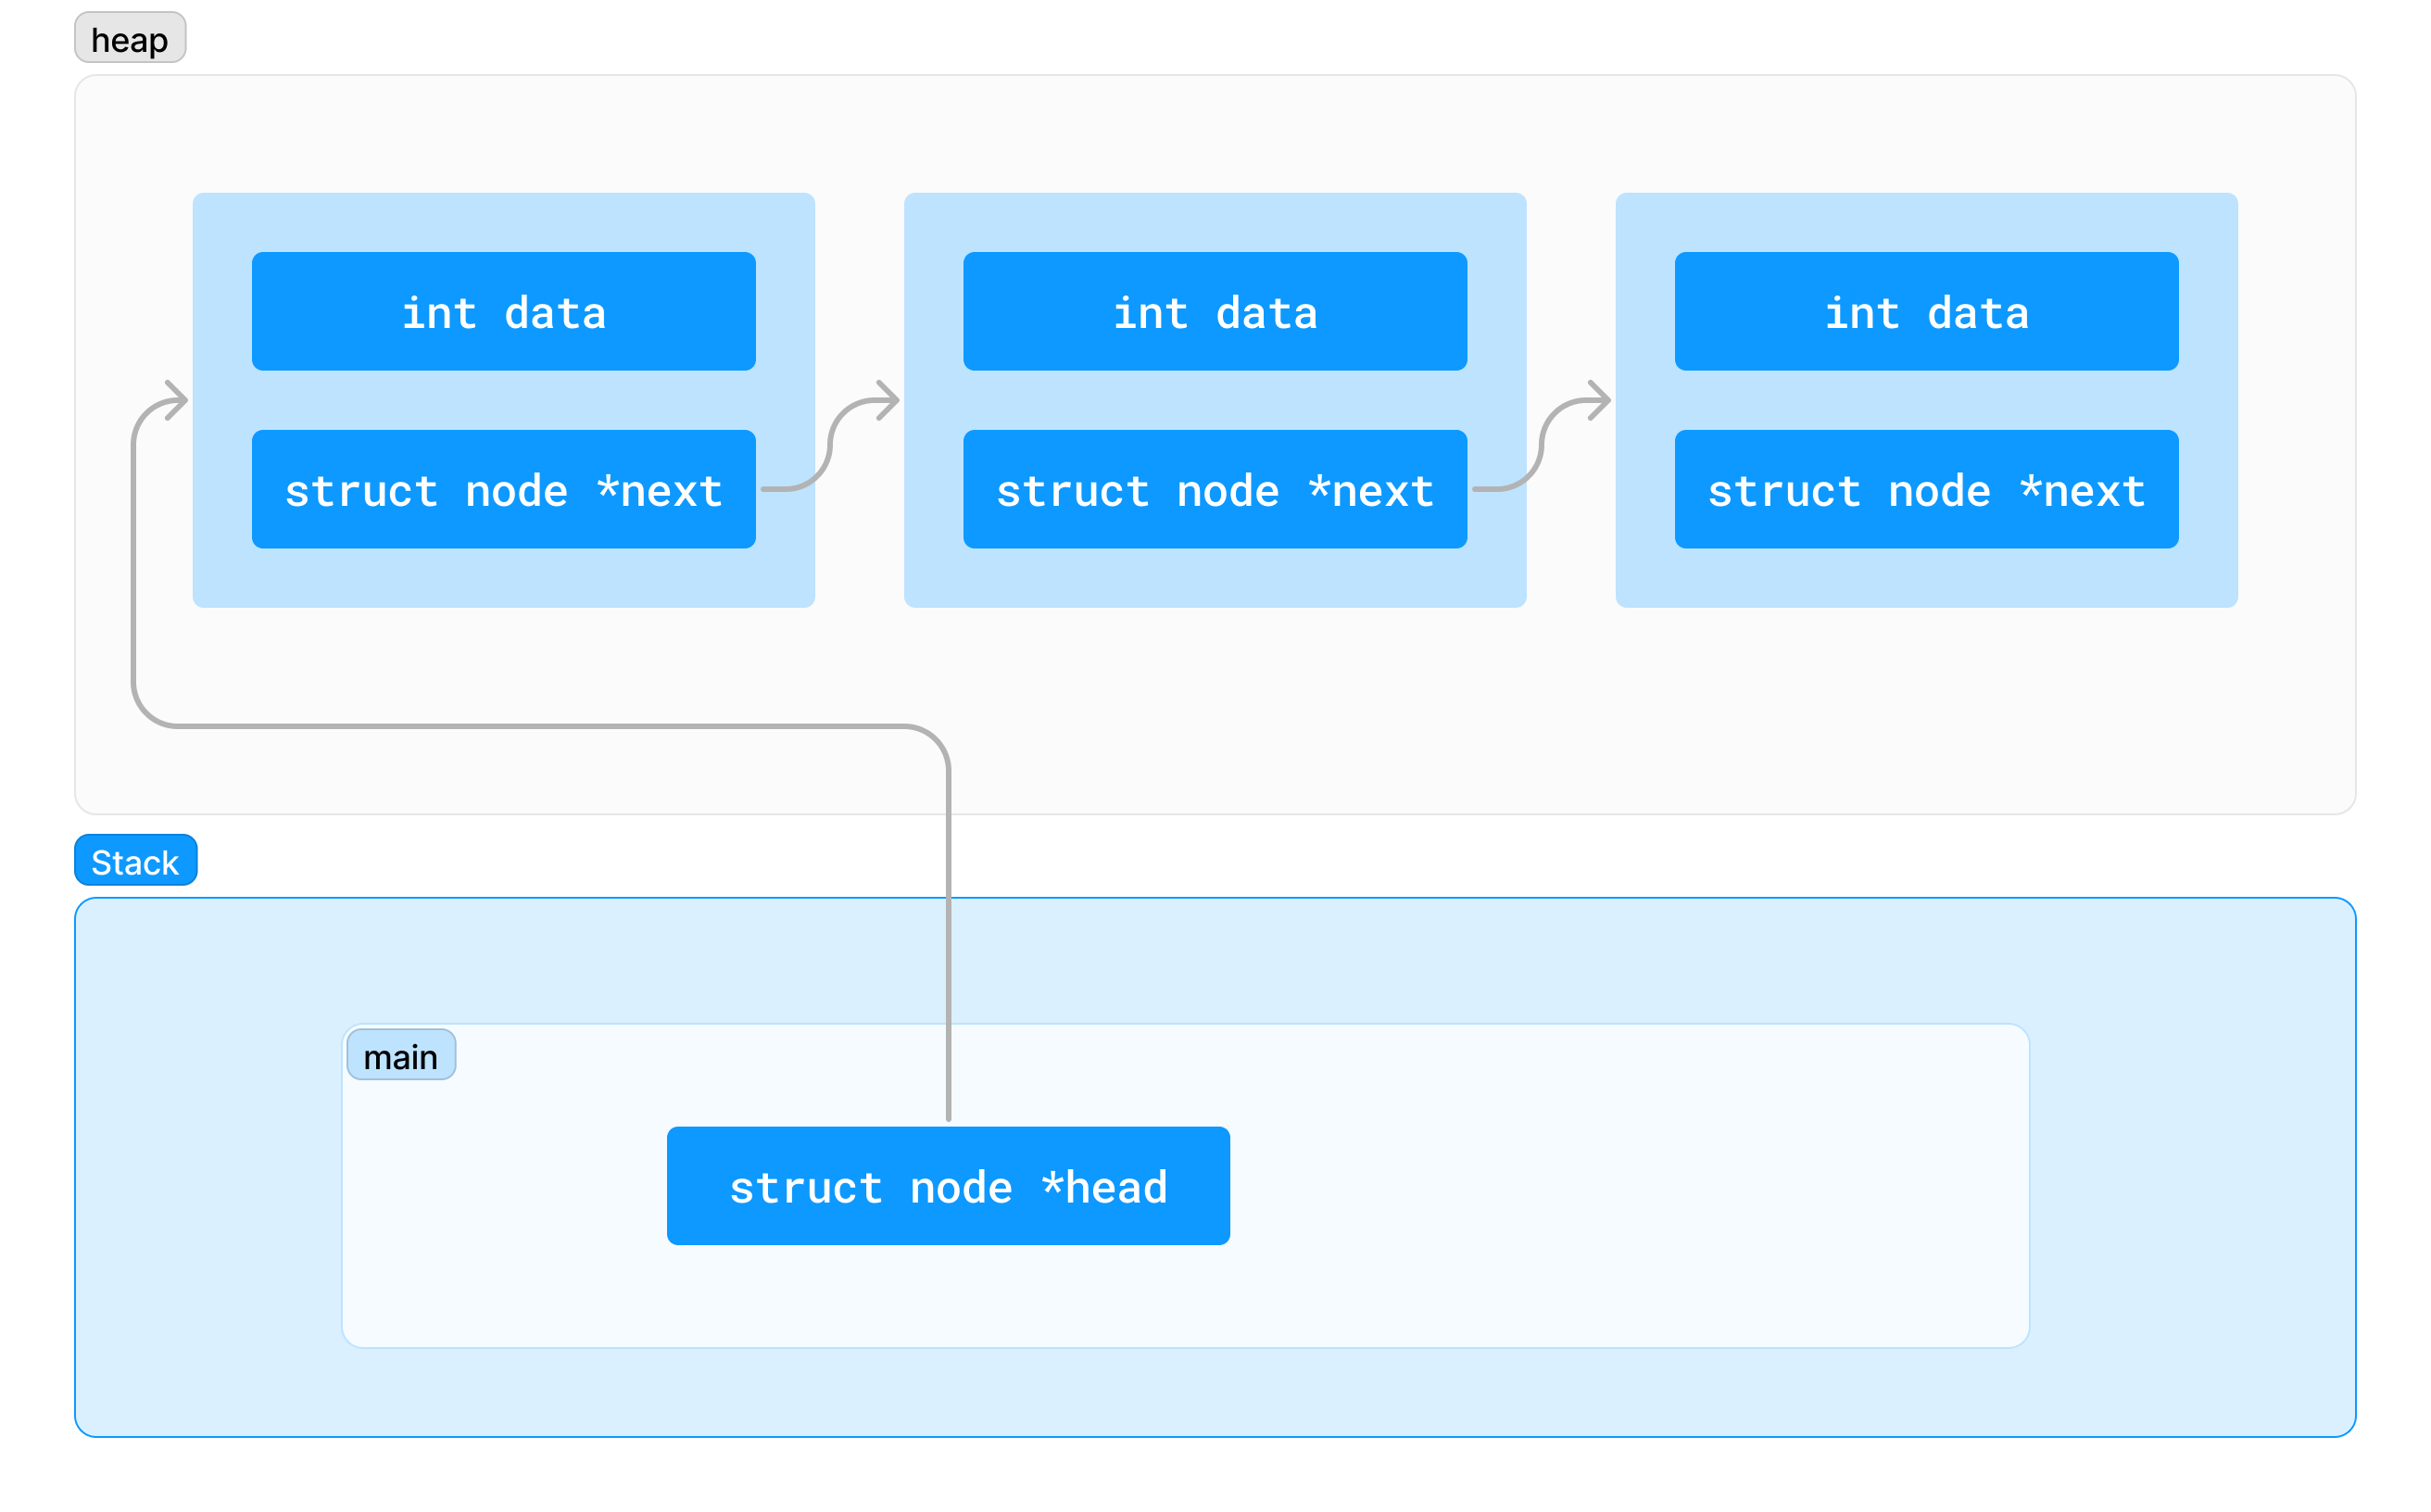 heap
int data
int data
int data
struct node *next
struct node *next
struct node *next
Stack
main
struct node *head